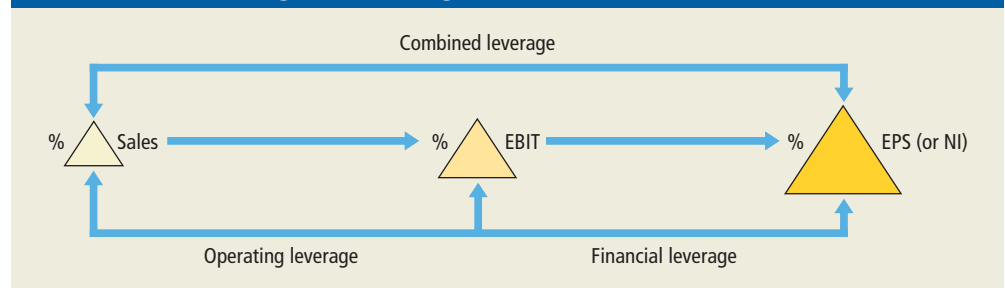 Combined leverage
% Sales % EBIT % EPS (or NI)
Operating leverage Financial leverage